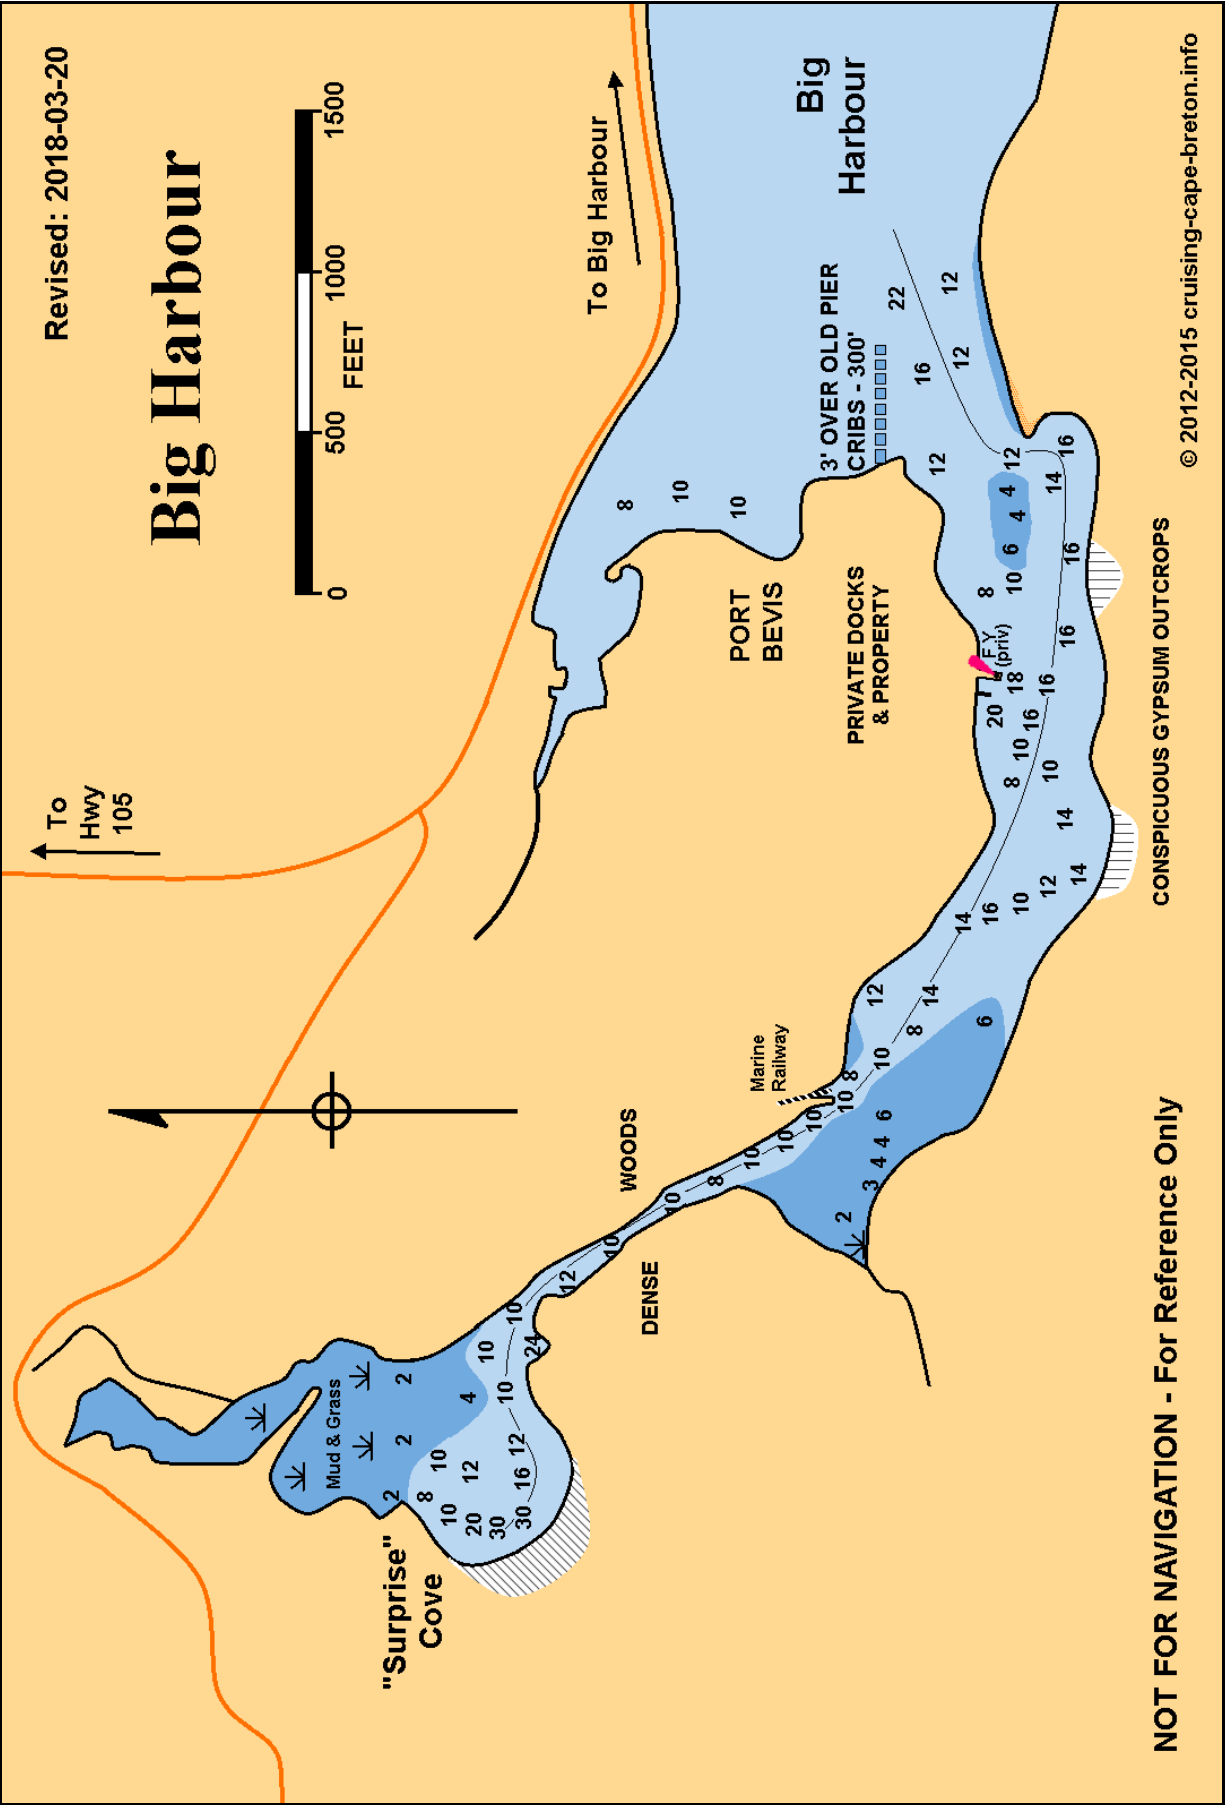 Big Harbour
Revised: 2018-03-20
0
500
1000
1500
FEET
To
Hwy
105
To Big Harbour
Big
Harbour
3' OVER OLD PIER
CRIBS - 300'
PORT
BEVIS
PRIVATE DOCKS
& PROPERTY
F Y
(priv)
Marine
Railway
DENSE
WOODS
Mud & Grass
"Surprise"
Cove
2
2
2
4
10
8
10
12
10
20
30
30
16
12
10
10
24
12
10
10
8
10
10
10
10
8
10
2
3
4
4
6
8
12
14
6
14
16
10
12
14
14
8
10
10
16
20
18
16
16
8
10
6
4
4
12
16
14
16
12
16
12
22
12
8
10
10
CONSPICUOUS GYPSUM OUTCROPS
NOT FOR NAVIGATION - For Reference Only
© 2012-2015 cruising-cape-breton.info